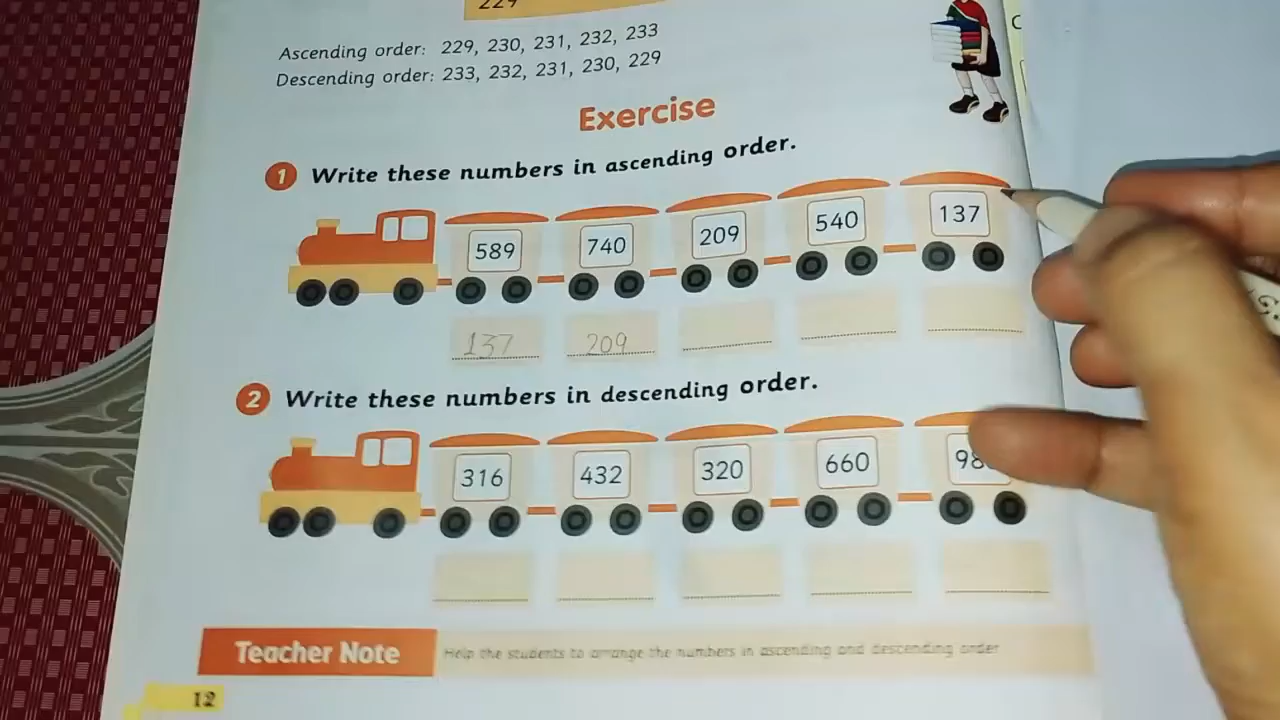 229
Ascending order: 229, 230, 231, 232, 233
Descending order: 233, 232, 231, 230, 229
Exercise
1 Write these numbers in ascending order.
589 740 209 540 137
137 209
2 Write these numbers in descending order.
316 432 320 660
Teacher Note Help the students to arrange the numbers in ascending and descending order
12